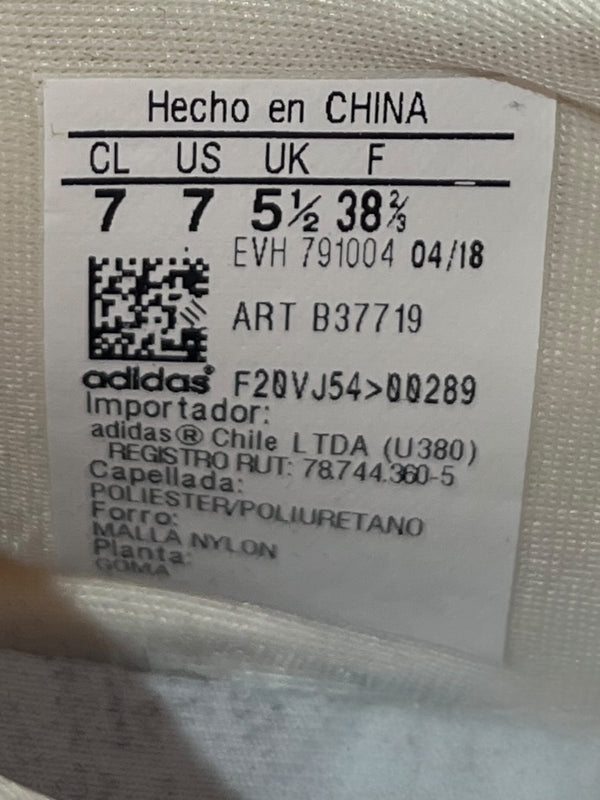 Hecho en CHINA
CL US UK F
7 7 5½ 38⅔
EVH 791004 04/18
ART B37719
adidas® F20VJ54>00289
Importador:
adidas® Chile LTDA (U380)
REGISTRO RUT: 78.744.360-5
Capellada:
POLIESTER/POLIURETANO
Forro:
MALLA NYLON
Planta:
GOMA